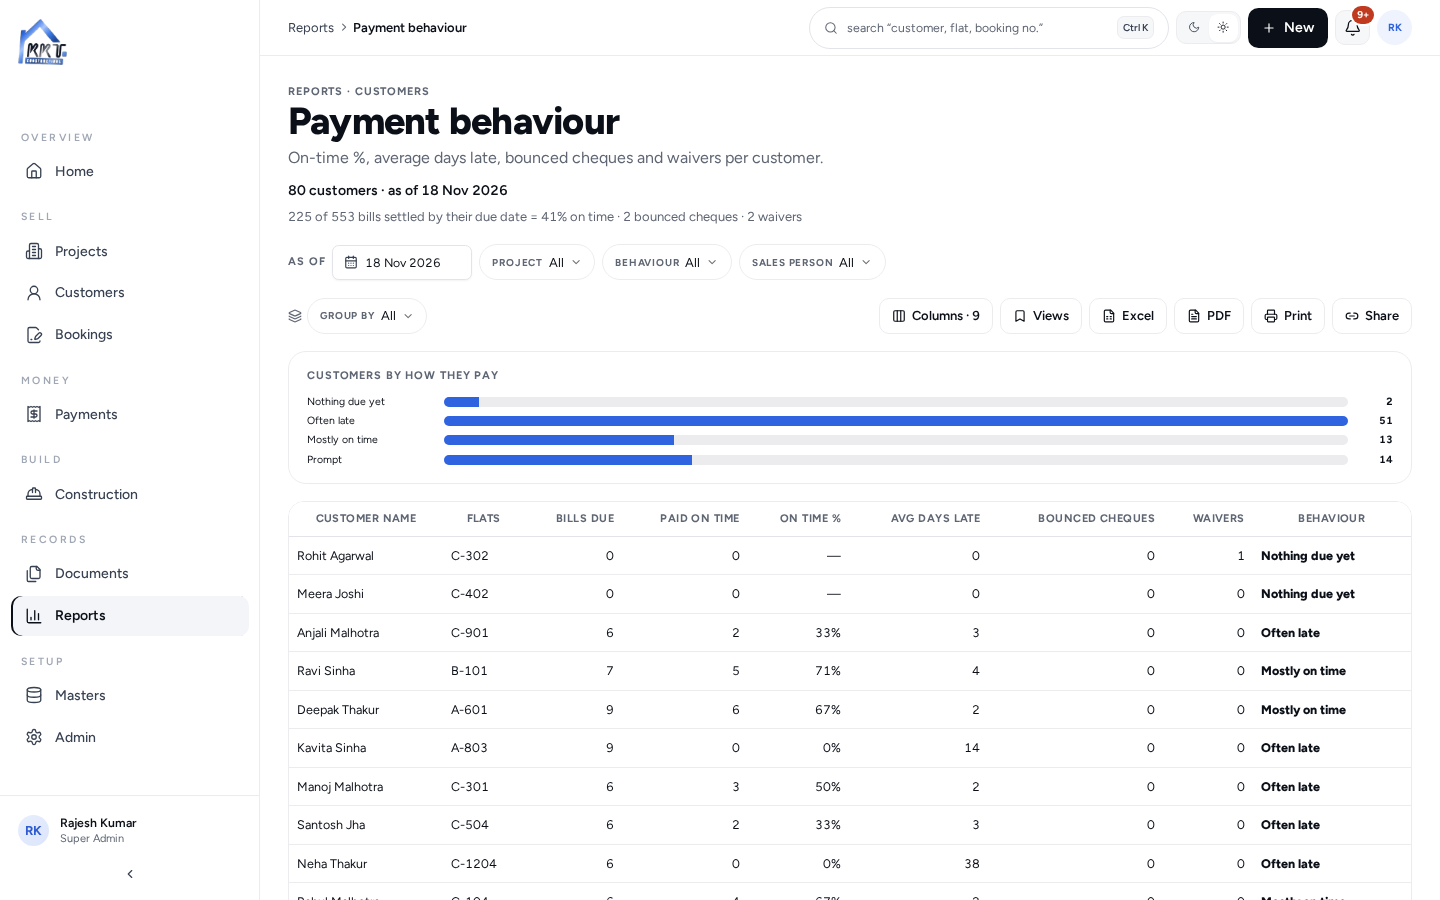 RKT
CONSTRUCTIONS
Reports > Payment behaviour
search “customer, flat, booking no.”
Ctrl K
+ New
9+
RK
OVERVIEW
Home
SELL
Projects
Customers
Bookings
MONEY
Payments
BUILD
Construction
RECORDS
Documents
Reports
SETUP
Masters
Admin
RK
Rajesh Kumar
Super Admin
REPORTS · CUSTOMERS
Payment behaviour
On-time %, average days late, bounced cheques and waivers per customer.
80 customers · as of 18 Nov 2026
225 of 553 bills settled by their due date = 41% on time · 2 bounced cheques · 2 waivers
AS OF 18 Nov 2026 PROJECT All BEHAVIOUR All SALES PERSON All
GROUP BY All Columns · 9 Views Excel PDF Print Share
CUSTOMERS BY HOW THEY PAY
Nothing due yet 2
Often late 51
Mostly on time 13
Prompt 14
CUSTOMER NAME FLATS BILLS DUE PAID ON TIME ON TIME % AVG DAYS LATE BOUNCED CHEQUES WAIVERS BEHAVIOUR
Rohit Agarwal C-302 0 0 — 0 0 1 Nothing due yet
Meera Joshi C-402 0 0 — 0 0 0 Nothing due yet
Anjali Malhotra C-901 6 2 33% 3 0 0 Often late
Ravi Sinha B-101 7 5 71% 4 0 0 Mostly on time
Deepak Thakur A-601 9 6 67% 2 0 0 Mostly on time
Kavita Sinha A-803 9 0 0% 14 0 0 Often late
Manoj Malhotra C-301 6 3 50% 2 0 0 Often late
Santosh Jha C-504 6 2 33% 3 0 0 Often late
Neha Thakur C-1204 6 0 0% 38 0 0 Often late